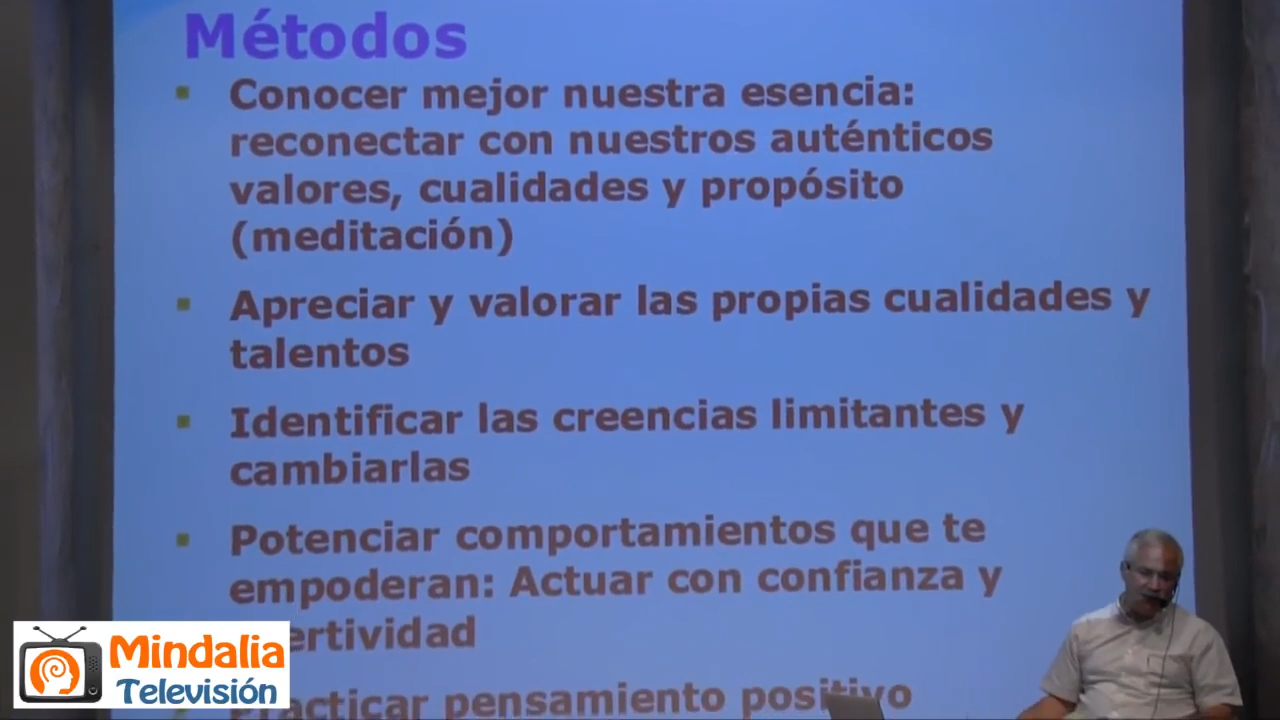 Métodos
Conocer mejor nuestra esencia:
reconectar con nuestros auténticos
valores, cualidades y propósito
(meditación)
Apreciar y valorar las propias cualidades y
talentos
Identificar las creencias limitantes y
cambiarlas
Potenciar comportamientos que te
empoderan: Actuar con confianza y
ertividad
Practicar pensamiento positivo
Mindalia
Televisión